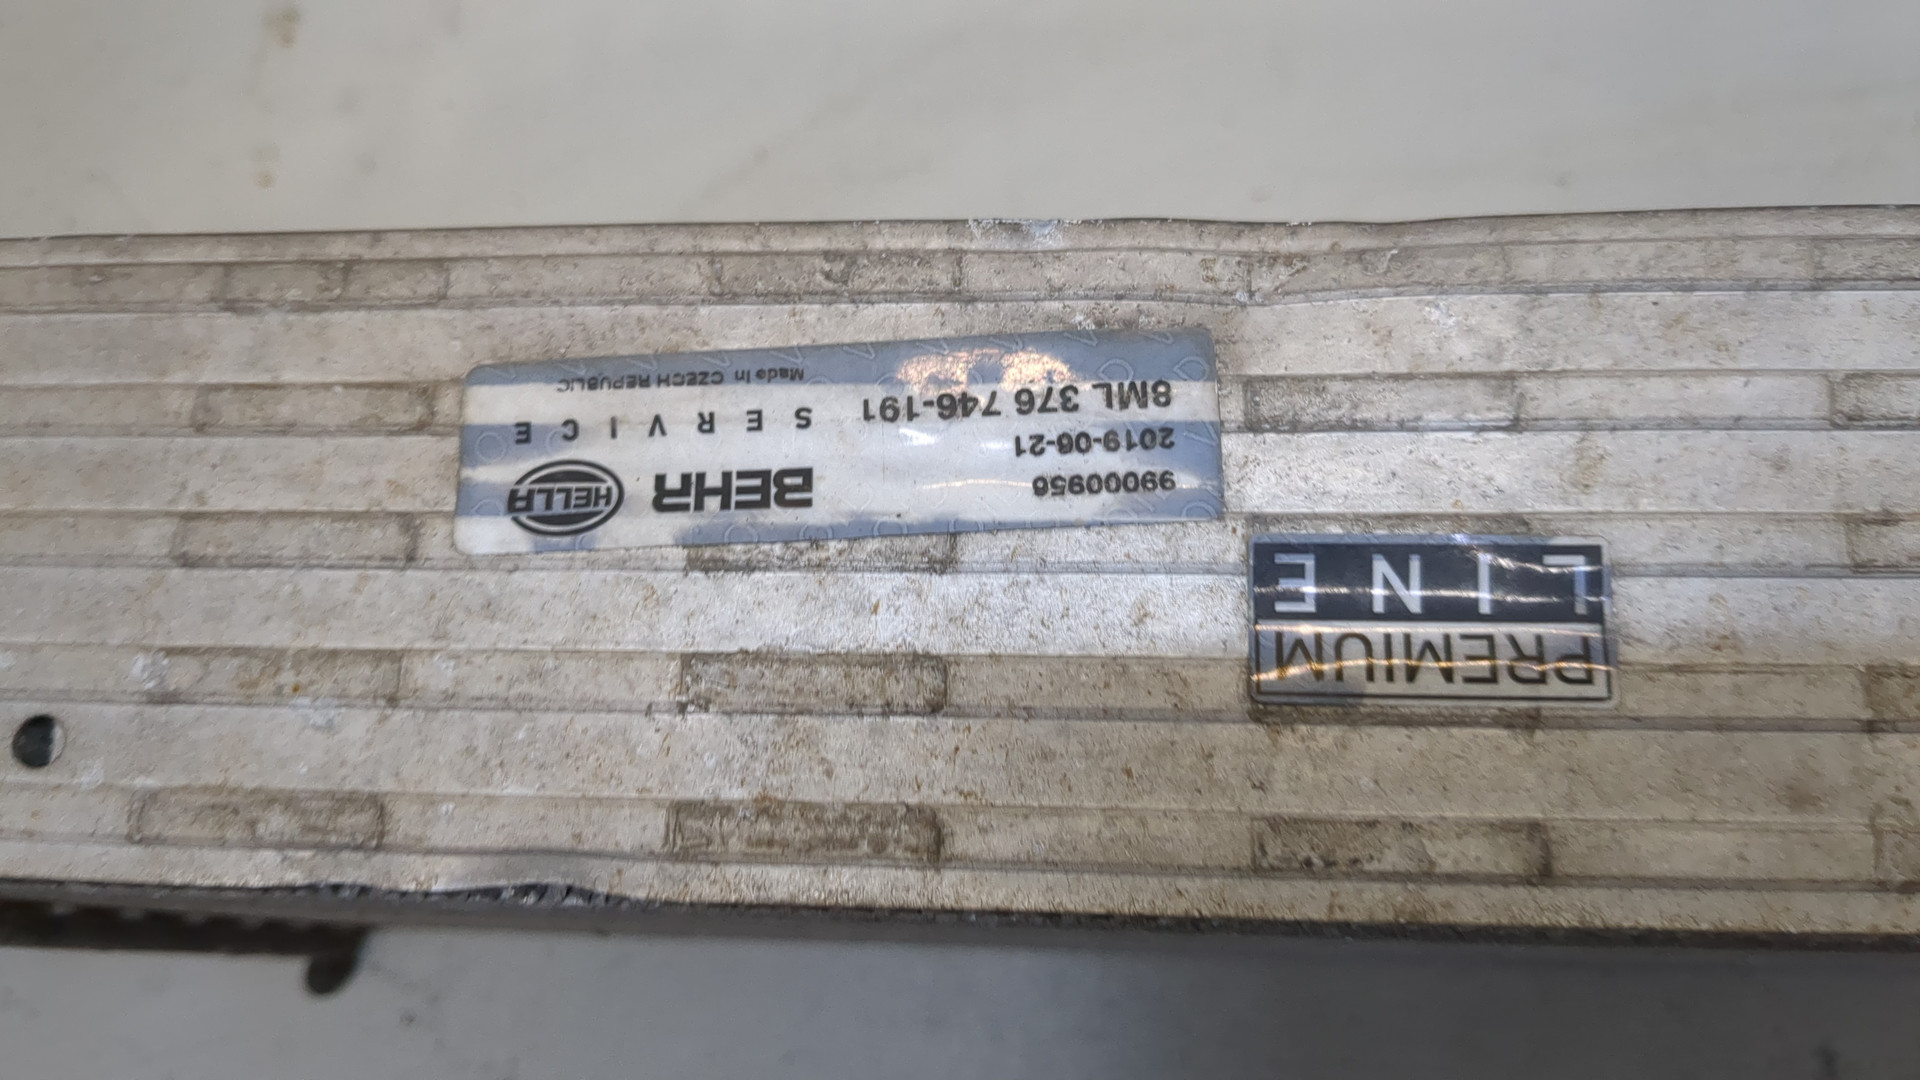 PREMIUM
LINE
99000956
2019-06-21
8ML 376 746-191
BEHR HELLA
SERVICE
Made in CZECH REPUBLIC